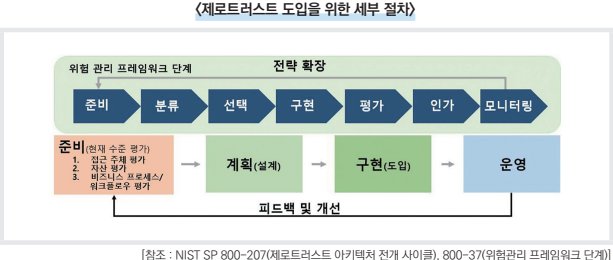 〈제로트러스트 도입을 위한 세부 절차〉
위험 관리 프레임워크 단계
전략 확장
준비
분류
선택
구현
평가
인가
모니터링
준비(현재 수준 평가)
1. 접근 주체 평가
2. 자산 평가
3. 비즈니스 프로세스/
워크플로우 평가
계획(설계)
구현(도입)
운영
피드백 및 개선
[참조 : NIST SP 800-207(제로트러스트 아키텍처 전개 사이클), 800-37(위험관리 프레임워크 단계)]